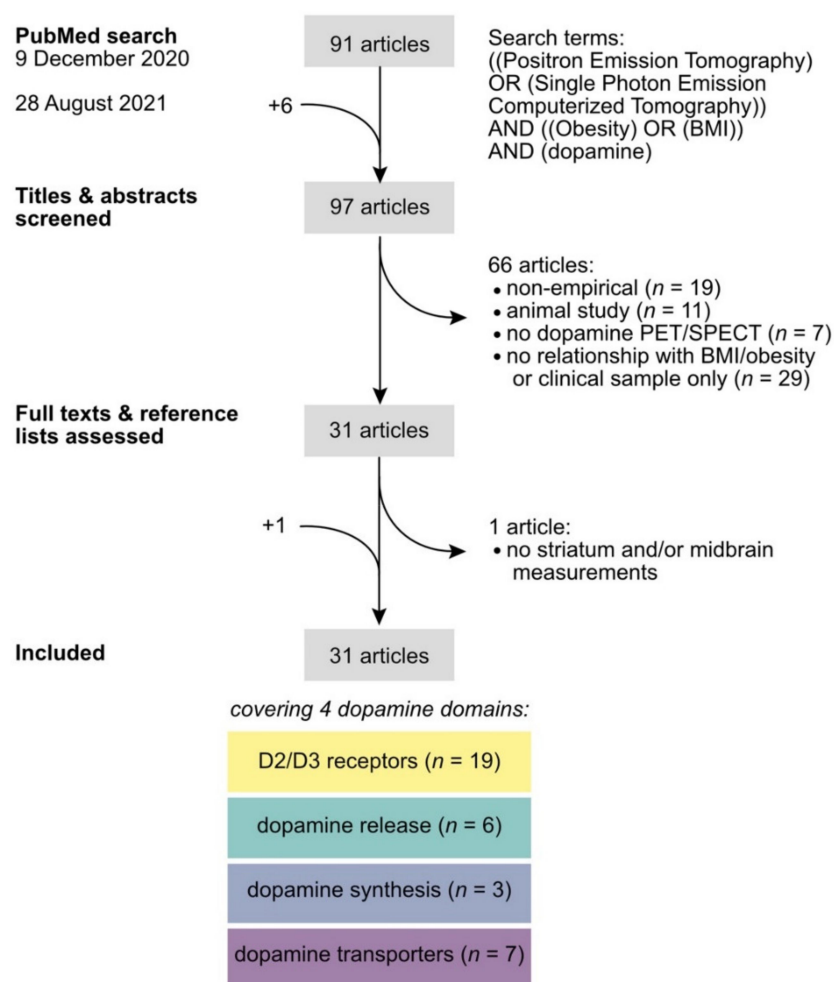 PubMed search
9 December 2020
28 August 2021
91 articles
+6
Search terms:
((Positron Emission Tomography)
OR (Single Photon Emission
Computerized Tomography))
AND ((Obesity) OR (BMI))
AND (dopamine)
Titles & abstracts
screened
97 articles
66 articles:
• non-empirical (n = 19)
• animal study (n = 11)
• no dopamine PET/SPECT (n = 7)
• no relationship with BMI/obesity
or clinical sample only (n = 29)
Full texts & reference
lists assessed
31 articles
+1
1 article:
• no striatum and/or midbrain
measurements
Included
31 articles
covering 4 dopamine domains:
D2/D3 receptors (n = 19)
dopamine release (n = 6)
dopamine synthesis (n = 3)
dopamine transporters (n = 7)